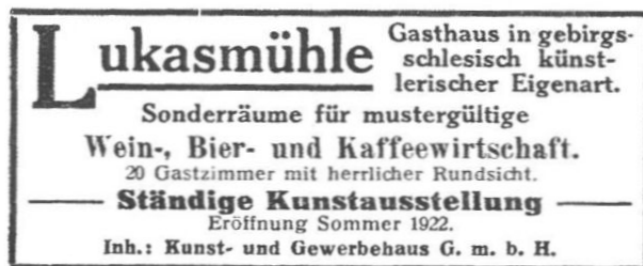 Lukasmühle
Gasthaus in gebirgs-
schlesisch künst-
lerischer Eigenart.
Sonderräume für mustergültige
Wein-, Bier- und Kaffeewirtschaft.
20 Gastzimmer mit herrlicher Rundsicht.
Ständige Kunstausstellung
Eröffnung Sommer 1922.
Inh.: Kunst- und Gewerbehaus G. m. b. H.